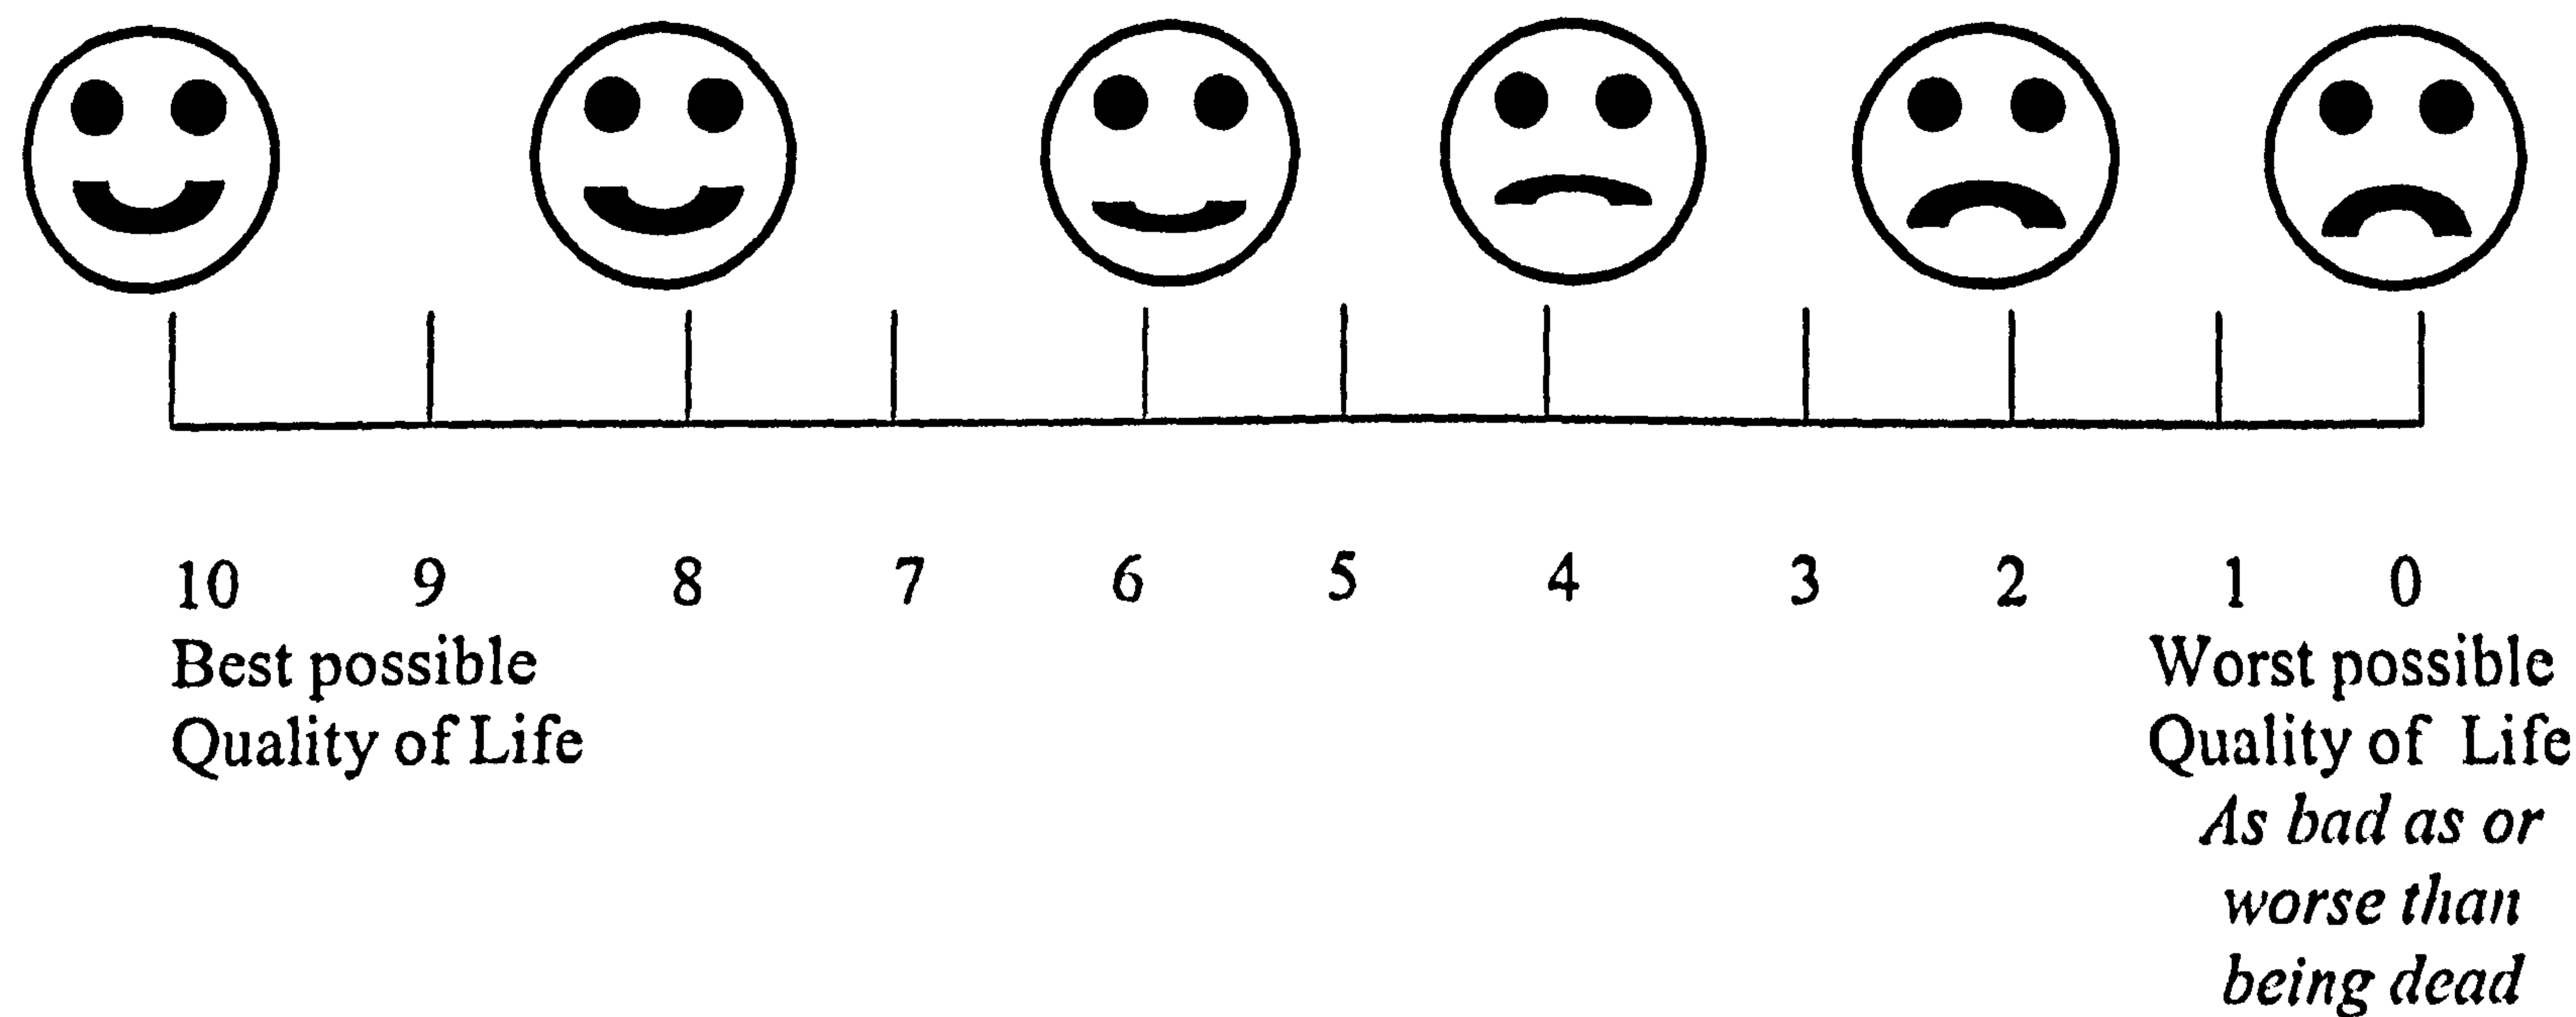 10 9 8 7 6 5 4 3 2 1 0
Best possible Worst possible
Quality of Life Quality of Life
As bad as or
worse than
being dead